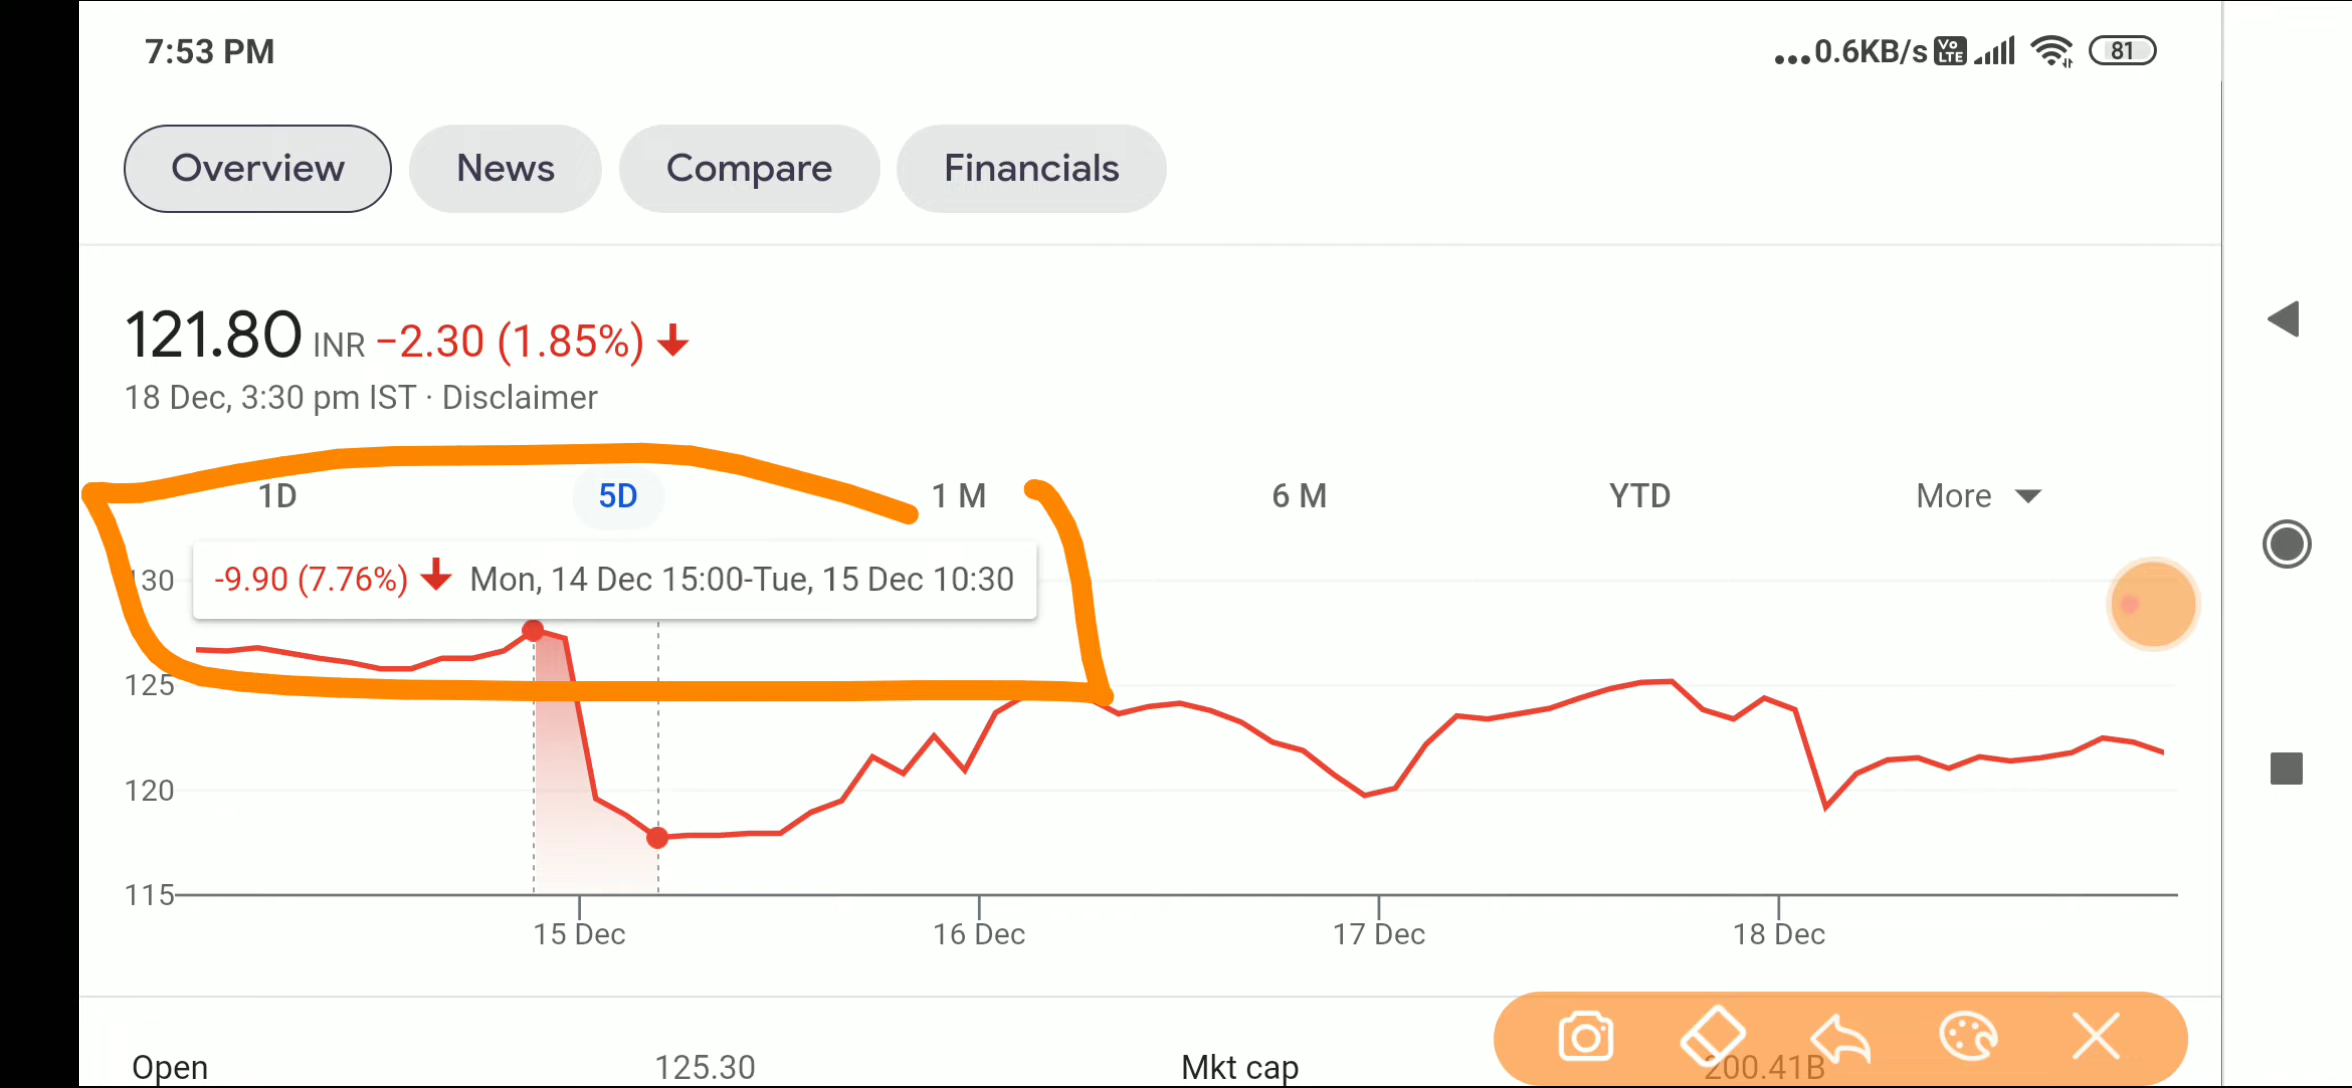 7:53 PM
...0.6KB/s Vo LTE 81
Overview News Compare Financials
121.80 INR −2.30 (1.85%)
18 Dec, 3:30 pm IST · Disclaimer
1D 5D 1 M 6 M YTD More
130
-9.90 (7.76%) Mon, 14 Dec 15:00-Tue, 15 Dec 10:30
125
120
115
15 Dec 16 Dec 17 Dec 18 Dec
Open 125.30 Mkt cap 200.41B